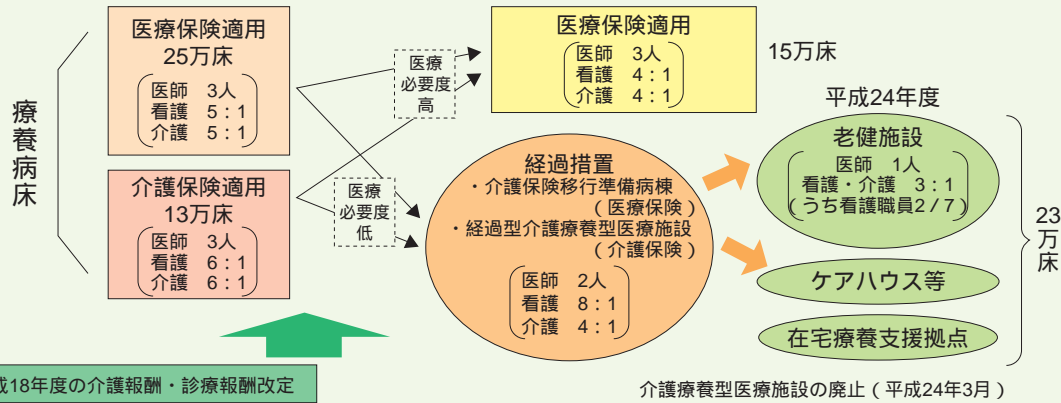 療養病床
医療保険適用
25万床
医師 3人
看護 5:1
介護 5:1
介護保険適用
13万床
医師 3人
看護 6:1
介護 6:1
医療
必要度
高
医療
必要度
低
医療保険適用
医師 3人
看護 4:1
介護 4:1
15万床
経過措置
・介護保険移行準備病棟
(医療保険)
・経過型介護療養型医療施設
(介護保険)
医師 2人
看護 8:1
介護 4:1
平成24年度
老健施設
医師 1人
看護・介護 3:1
(うち看護職員2/7)
ケアハウス等
在宅療養支援拠点
23万床
成18年度の介護報酬・診療報酬改定
介護療養型医療施設の廃止(平成24年3月)